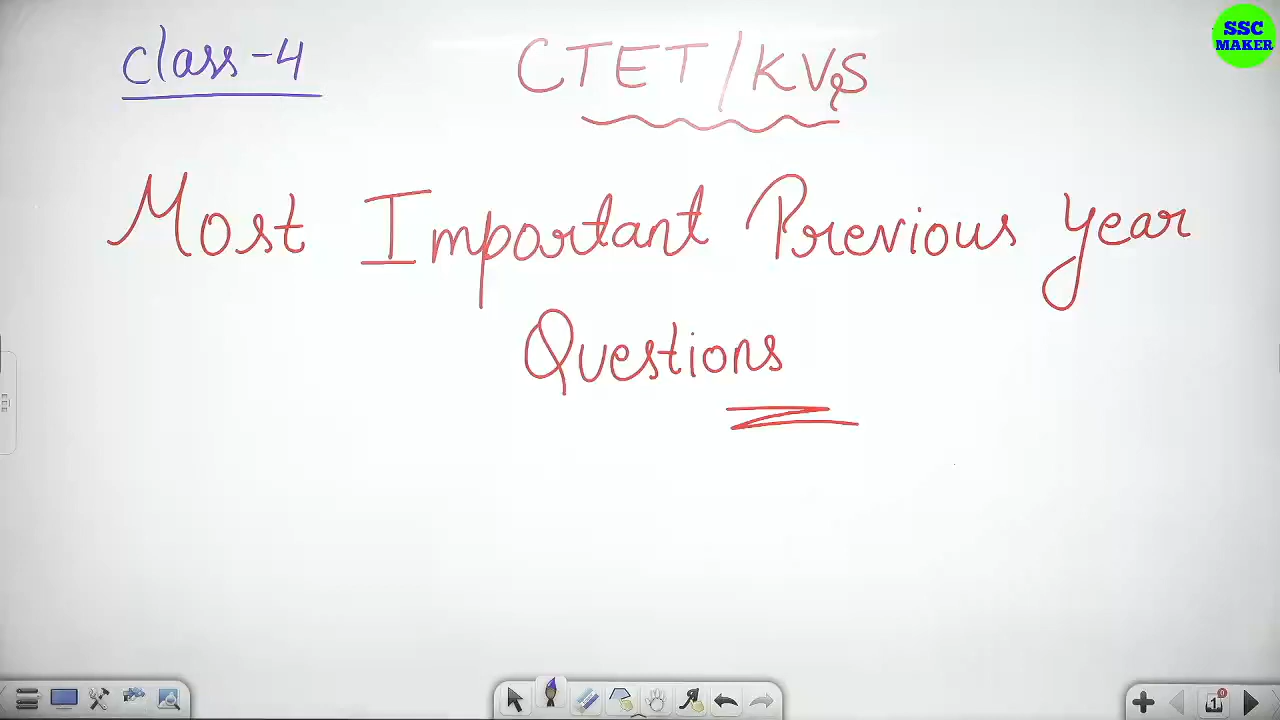 class-4
CTET/KVS
Most Important Previous Year
Questions
SSC
MAKER